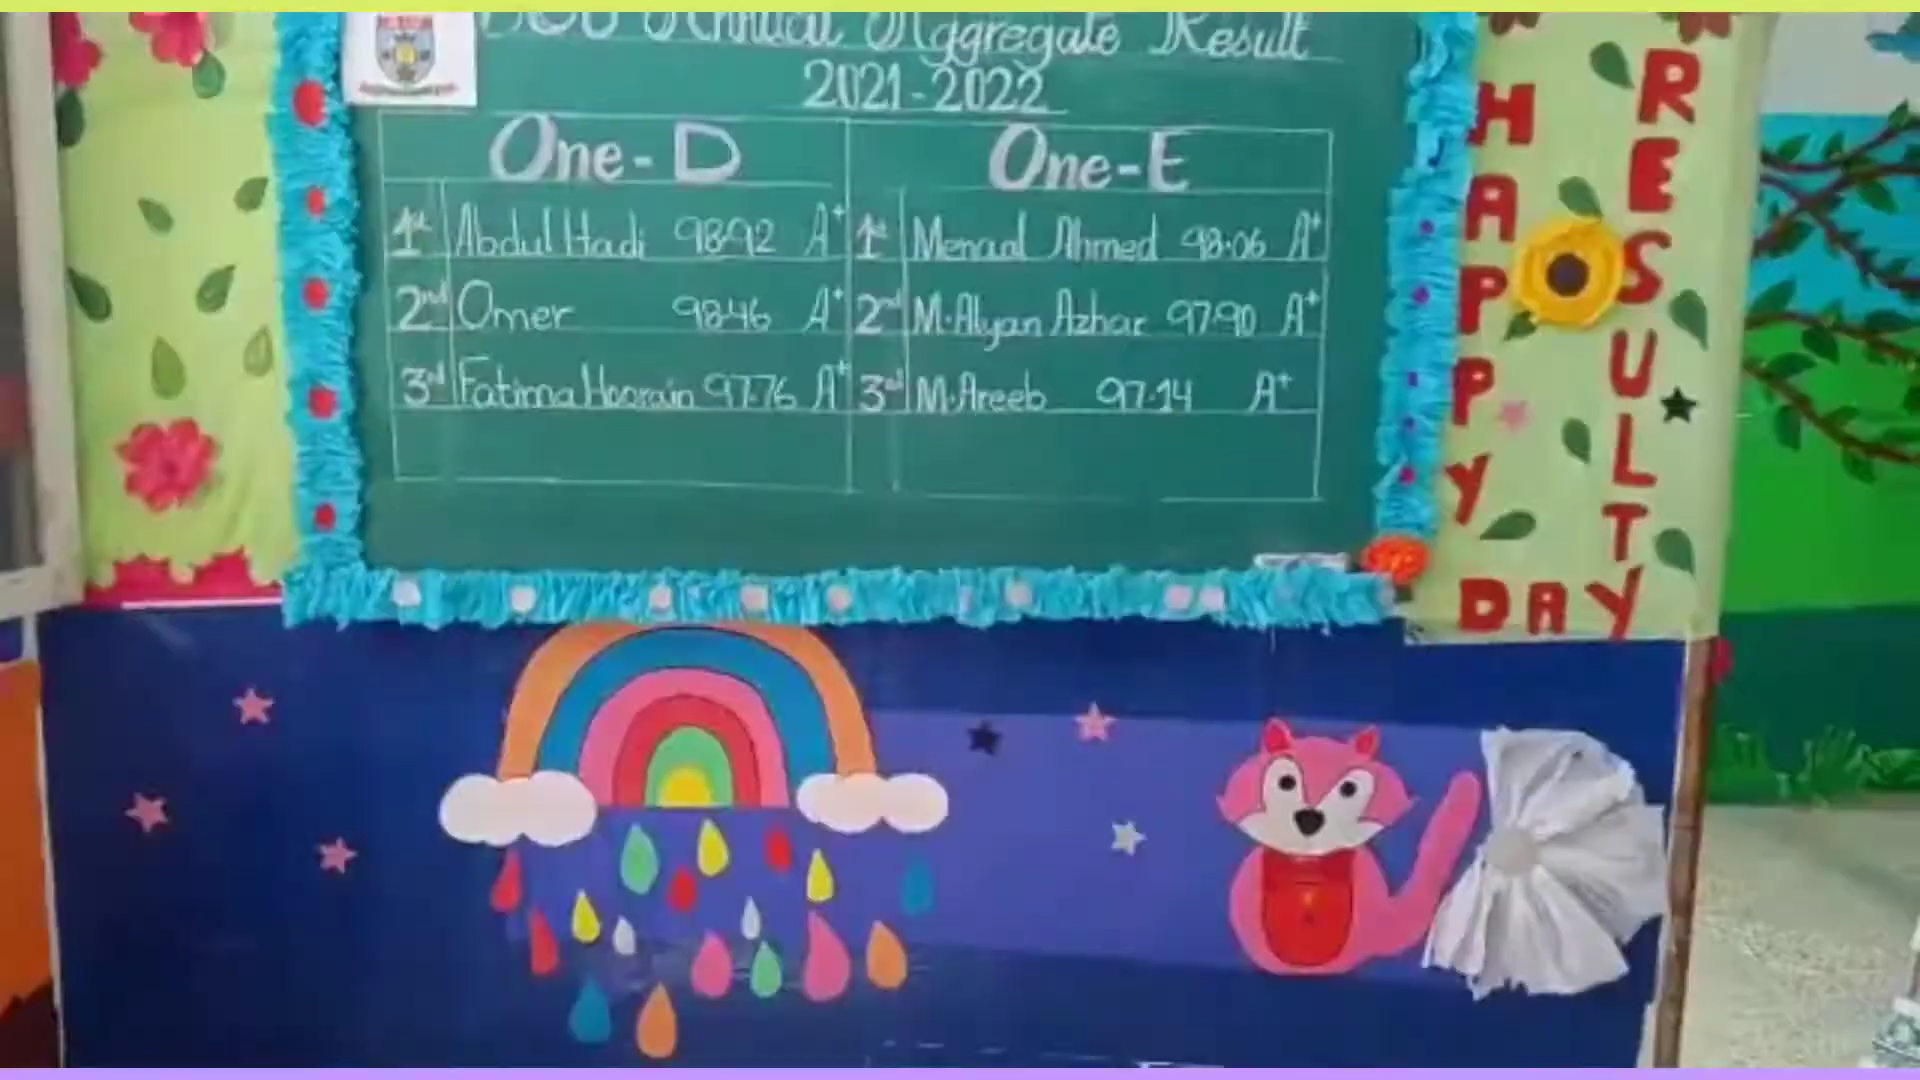 Annual Aggregate Result
2021-2022
One-D
1st Abdul Hadi 98.92 A+
2nd Omer 98.46 A+
3rd Fatima Hoorain 97.76 A+
One-E
1st Menaal Ahmed 98.06 A+
2nd M.Alyan Azhar 97.90 A+
3rd M.Areeb 97.14 A+
HAPPY
RESULT
DAY